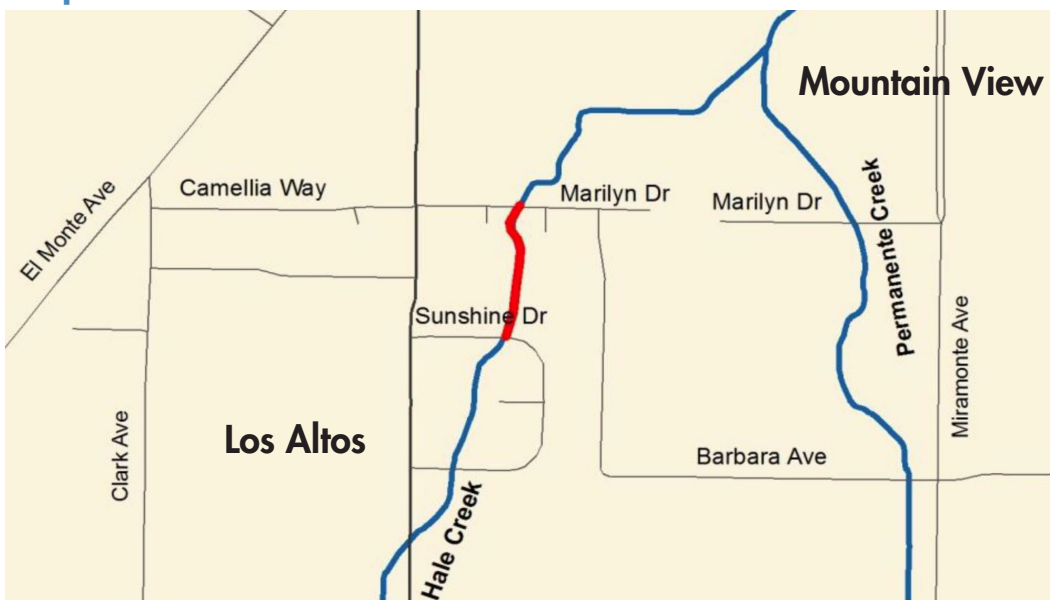 Mountain View
Camellia Way
Marilyn Dr
Marilyn Dr
El Monte Ave
Permanente Creek
Sunshine Dr
Miramonte Ave
Clark Ave
Los Altos
Barbara Ave
Hale Creek